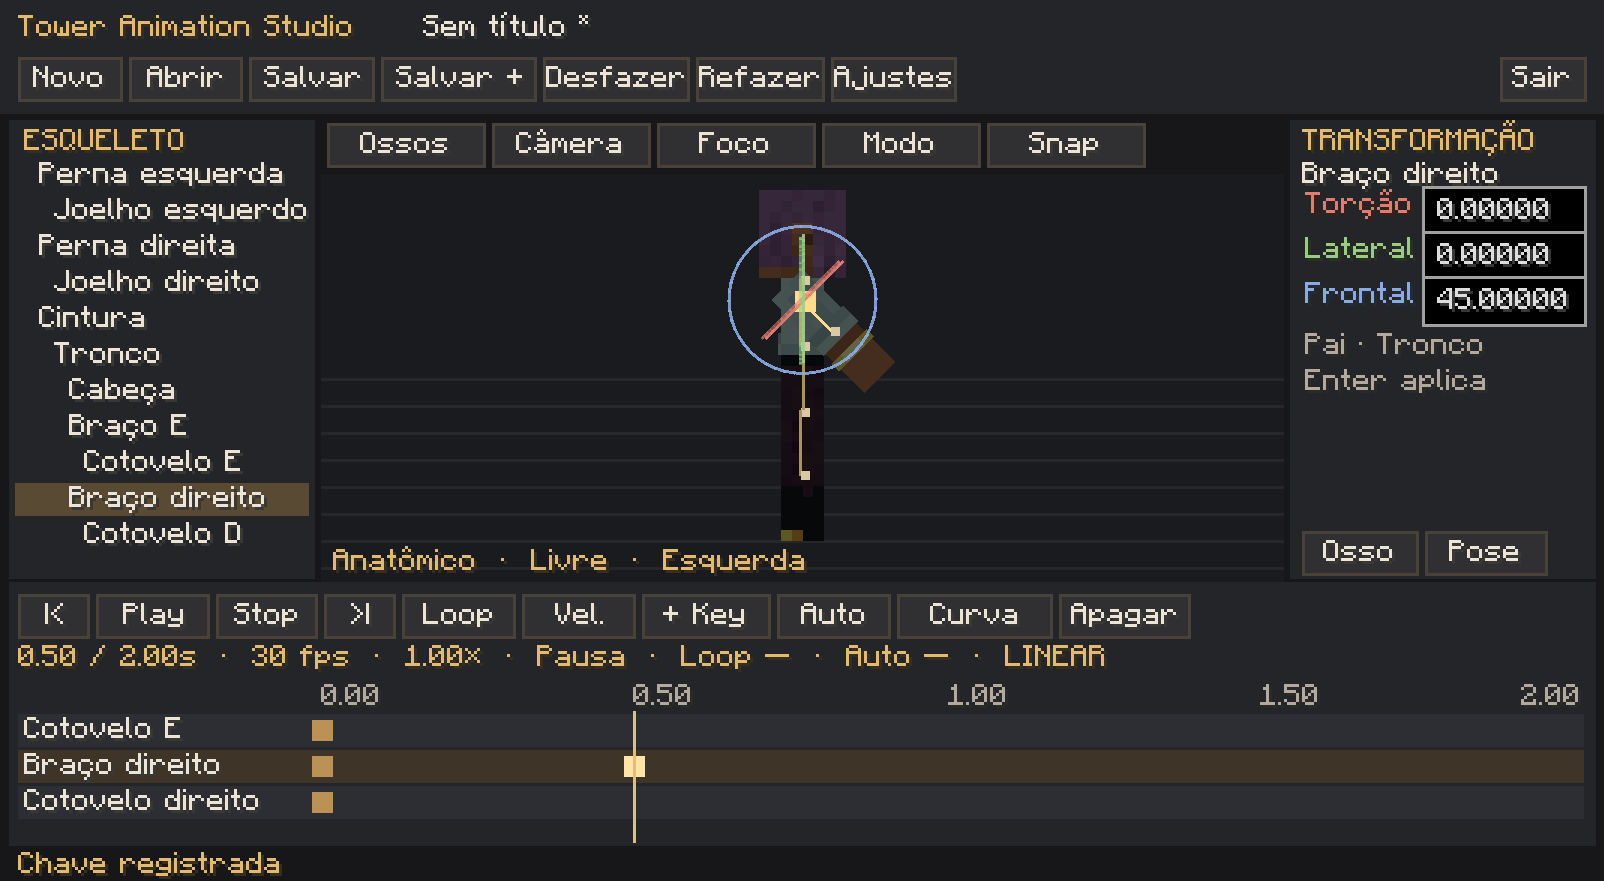 Tower Animation Studio Sem título *
Novo Abrir Salvar Salvar + Desfazer Refazer Ajustes Sair
ESQUELETO
Perna esquerda
Joelho esquerdo
Perna direita
Joelho direito
Cintura
Tronco
Cabeça
Braço E
Cotovelo E
Braço direito
Cotovelo D
Ossos Câmera Foco Modo Snap
Anatômico · Livre · Esquerda
TRANSFORMAÇÃO
Braço direito
Torção 0.00000
Lateral 0.00000
Frontal 45.00000
Pai · Tronco
Enter aplica
Osso Pose
|< Play Stop >| Loop Vel. + Key Auto Curva Apagar
0.50 / 2.00s · 30 fps · 1.00× · Pausa · Loop — · Auto — · LINEAR
0.00 0.50 1.00 1.50 2.00
Cotovelo E
Braço direito
Cotovelo direito
Chave registrada